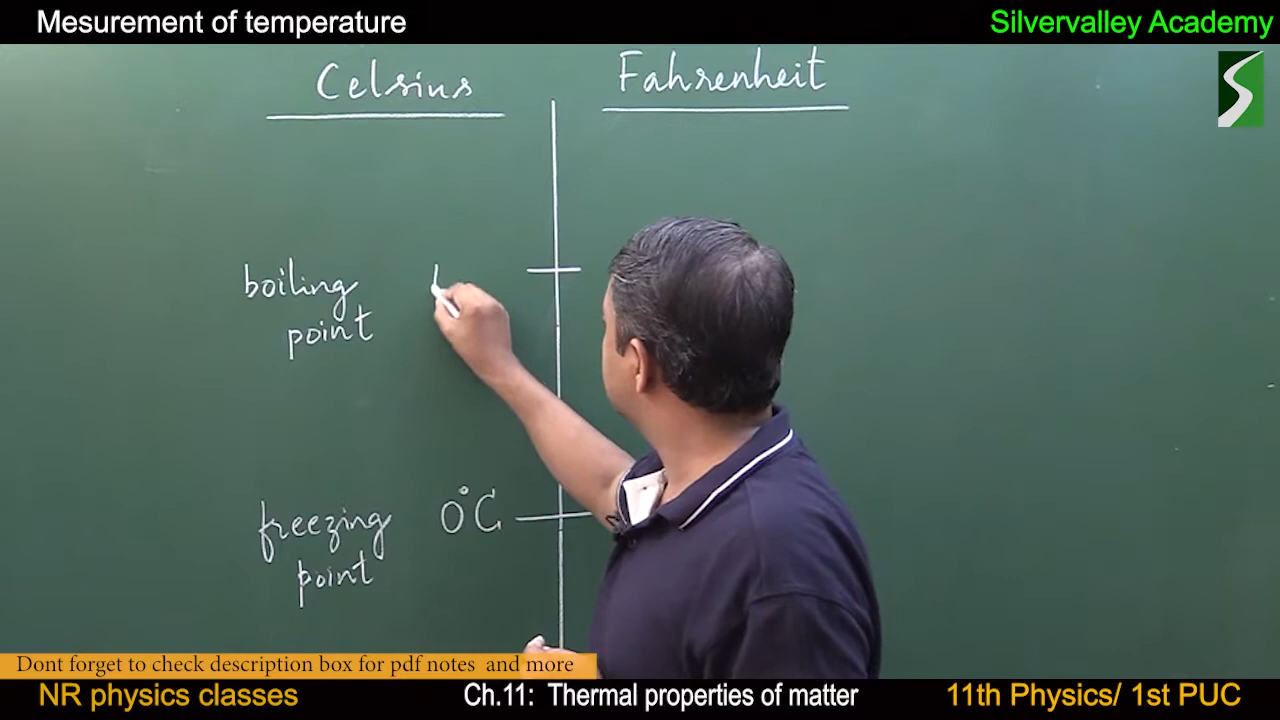 Mesurement of temperature
Silvervalley Academy
S
Celsius
Fahrenheit
boiling
point
freezing
point
0°C
Dont forget to check description box for pdf notes and more
NR physics classes
Ch.11: Thermal properties of matter
11th Physics/ 1st PUC